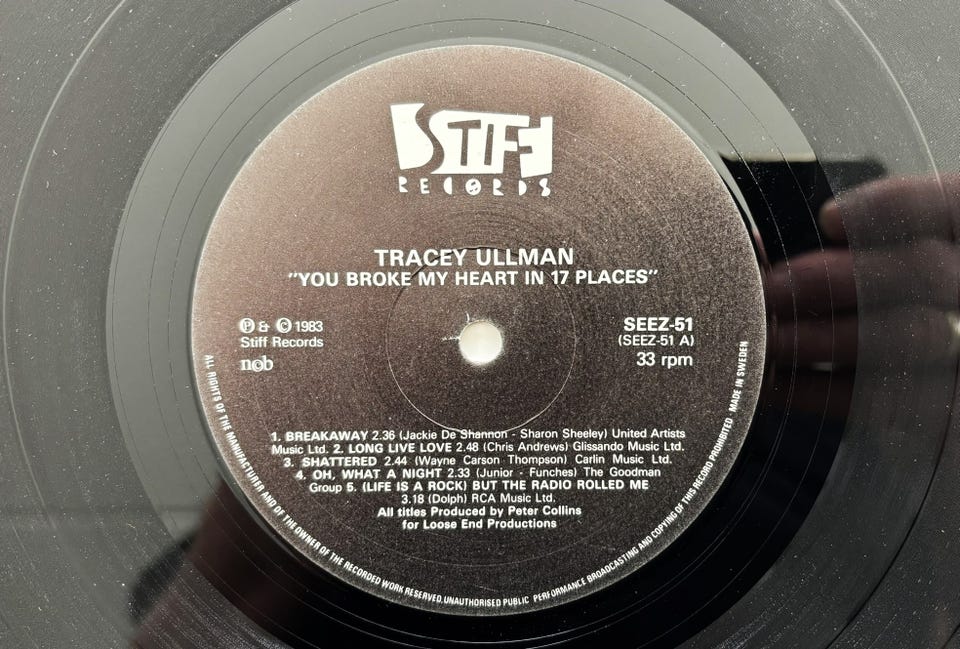 STIFF
RECORDS
TRACEY ULLMAN
"YOU BROKE MY HEART IN 17 PLACES"
Ⓟ & © 1983
Stiff Records
ncb
SEEZ-51
(SEEZ-51 A)
33 rpm
1. BREAKAWAY 2.36 (Jackie De Shannon - Sharon Sheeley) United Artists
Music Ltd. 2. LONG LIVE LOVE 2.48 (Chris Andrews) Glissando Music Ltd.
3. SHATTERED 2.44 (Wayne Carson Thompson) Carlin Music Ltd.
4. OH, WHAT A NIGHT 2.33 (Junior - Funches) The Goodman
Group 5. (LIFE IS A ROCK) BUT THE RADIO ROLLED ME
3.18 (Dolph) RCA Music Ltd.
All titles Produced by Peter Collins
for Loose End Productions
ALL RIGHTS OF THE MANUFACTURER AND OF THE OWNER OF THE RECORDED WORK RESERVED. UNAUTHORISED PUBLIC PERFORMANCE BROADCASTING AND COPYING OF THIS RECORD PROHIBITED MADE IN SWEDEN